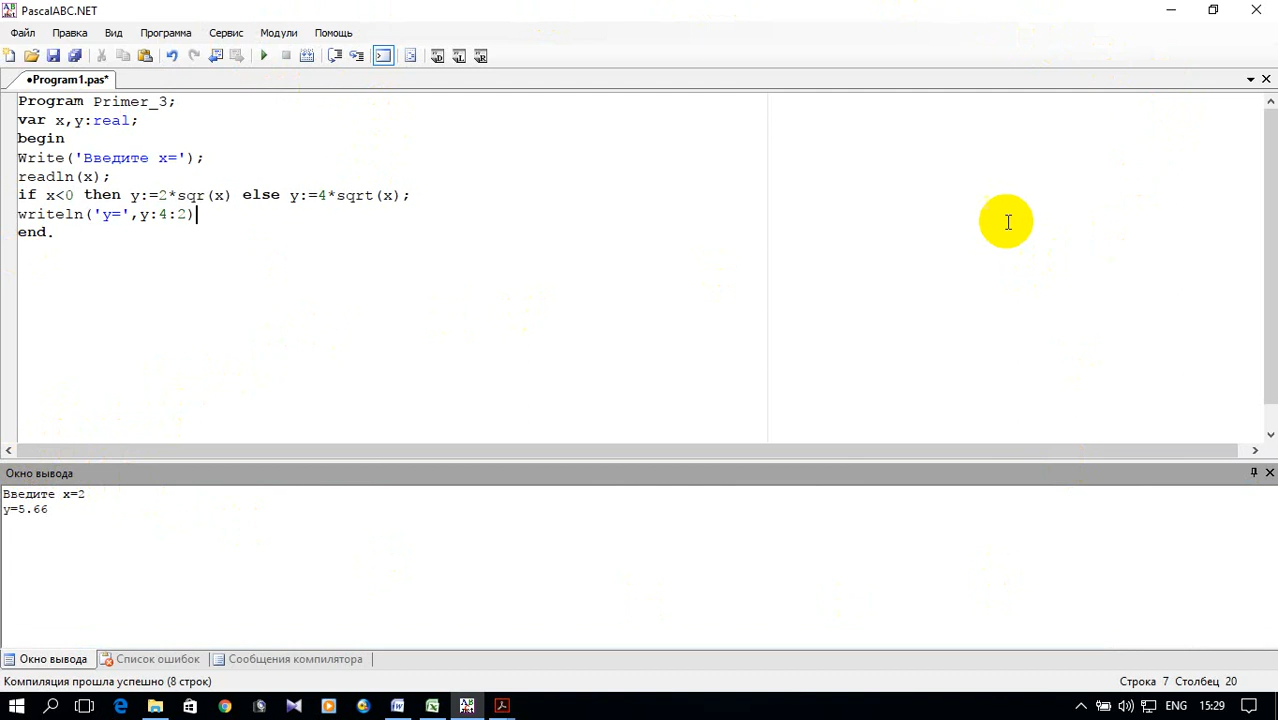 PascalABC.NET
Файл Правка Вид Программа Сервис Модули Помощь
•Program1.pas*
Program Primer_3;
var x,y:real;
begin
Write('Введите x=');
readln(x);
if x<0 then y:=2*sqr(x) else y:=4*sqrt(x);
writeln('y=',y:4:2)
end.
Окно вывода
Введите x=2
y=5.66
Окно вывода Список ошибок Сообщения компилятора
Компиляция прошла успешно (8 строк) Строка 7 Столбец 20
ENG 15:29